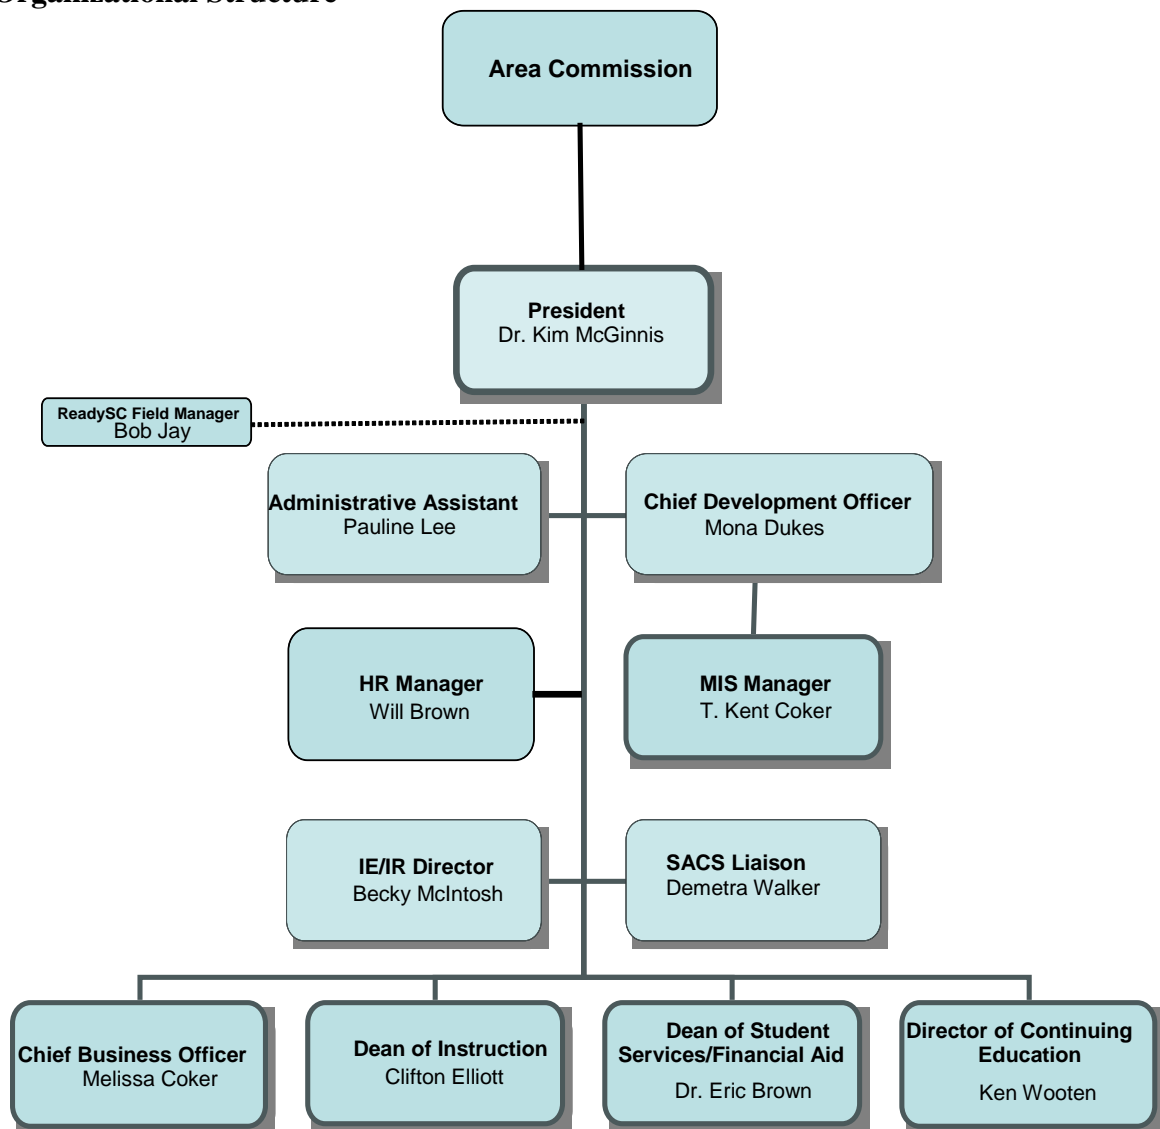 Organizational Structure
Area Commission
President
Dr. Kim McGinnis
ReadySC Field Manager
Bob Jay
Administrative Assistant
Pauline Lee
Chief Development Officer
Mona Dukes
HR Manager
Will Brown
MIS Manager
T. Kent Coker
IE/IR Director
Becky McIntosh
SACS Liaison
Demetra Walker
Chief Business Officer
Melissa Coker
Dean of Instruction
Clifton Elliott
Dean of Student
Services/Financial Aid
Dr. Eric Brown
Director of Continuing
Education
Ken Wooten